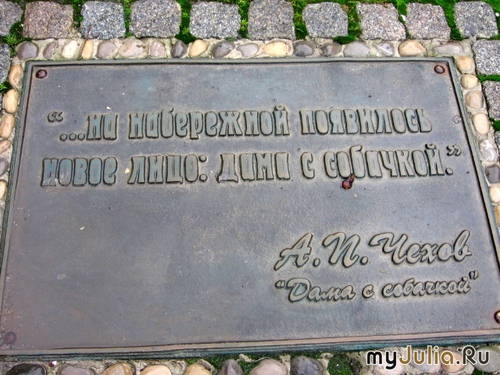 “...на набережной появилось
новое лицо: дама с собачкой.”
А.П.Чехов
“Дама с собачкой”
myJulia.Ru